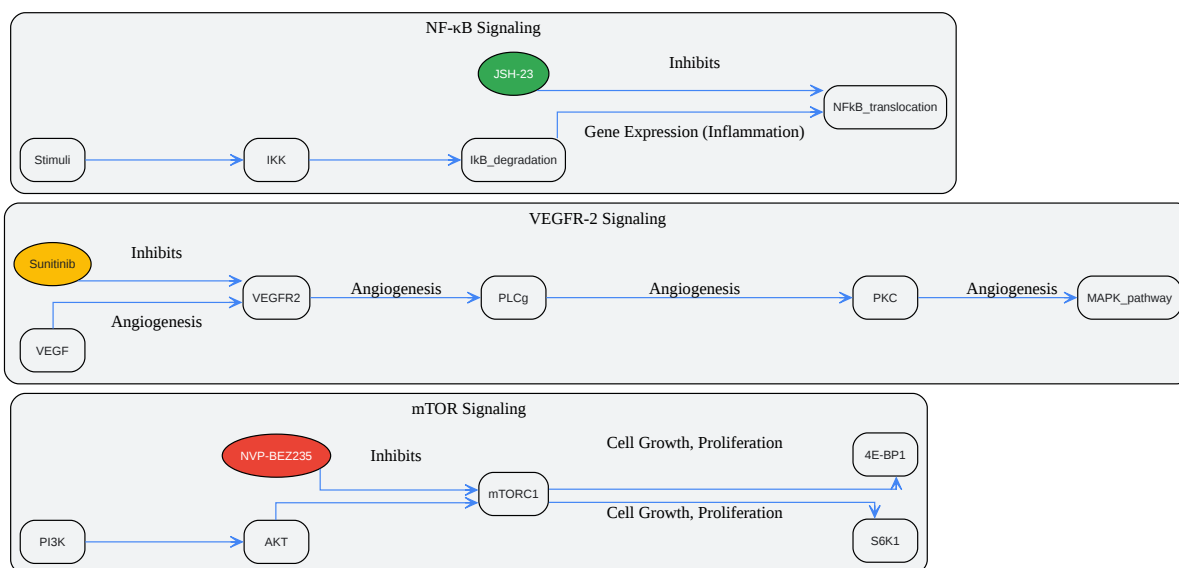 NF-κB Signaling
JSH-23
Inhibits
NFkB_translocation
Gene Expression (Inflammation)
Stimuli
IKK
IkB_degradation
VEGFR-2 Signaling
Sunitinib
Inhibits
VEGFR2
Angiogenesis
PLCg
Angiogenesis
PKC
Angiogenesis
MAPK_pathway
Angiogenesis
VEGF
mTOR Signaling
NVP-BEZ235
Inhibits
Cell Growth, Proliferation
4E-BP1
mTORC1
Cell Growth, Proliferation
PI3K
AKT
S6K1